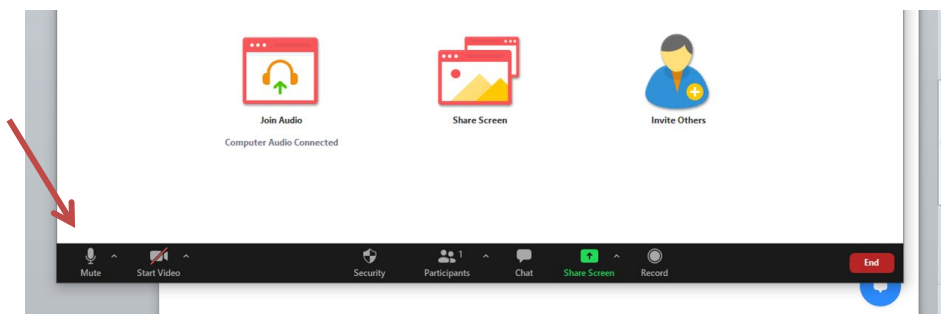 Join Audio
Share Screen
Invite Others
Computer Audio Connected
1
Mute
Start Video
Security
Participants
Chat
Share Screen
Record
End